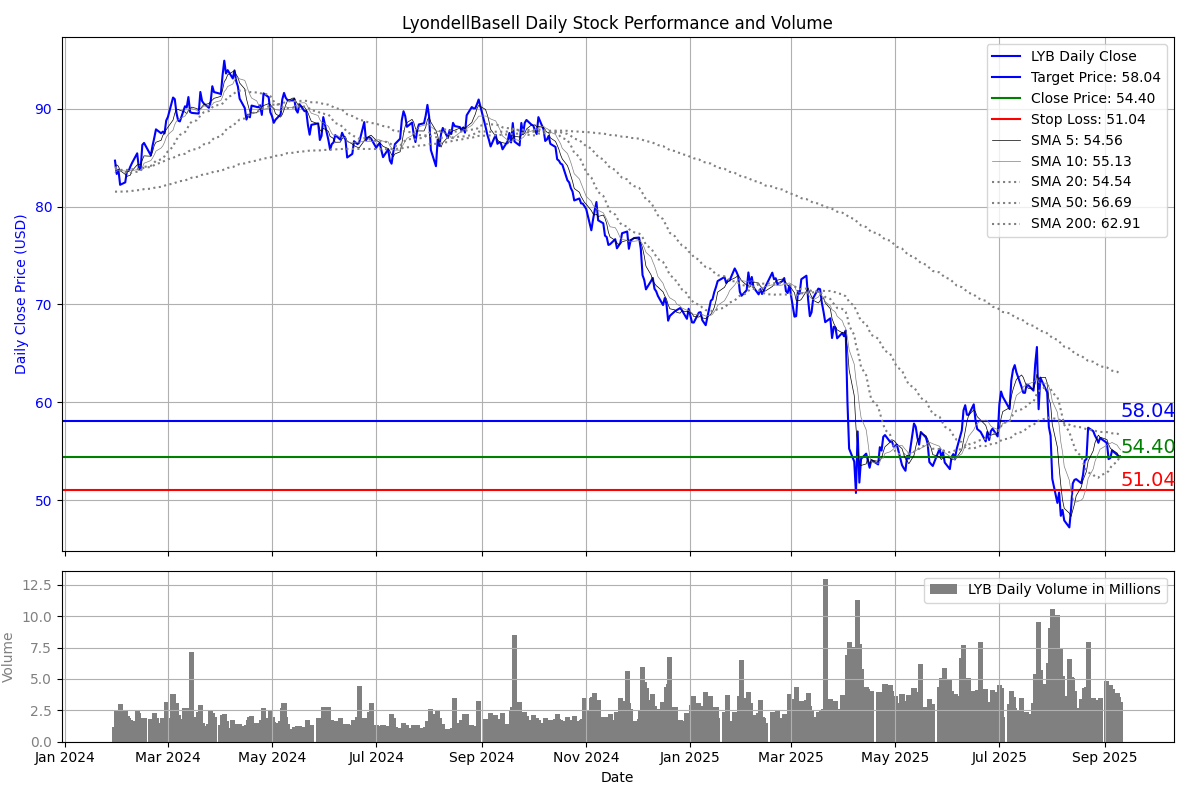 LyondellBasell Daily Stock Performance and Volume
LYB Daily Close
Target Price: 58.04
Close Price: 54.40
Stop Loss: 51.04
SMA 5: 54.56
SMA 10: 55.13
SMA 20: 54.54
SMA 50: 56.69
SMA 200: 62.91
Daily Close Price (USD)
90
80
70
60
50
58.04
54.40
51.04
LYB Daily Volume in Millions
Volume
12.5
10.0
7.5
5.0
2.5
0.0
Jan 2024 Mar 2024 May 2024 Jul 2024 Sep 2024 Nov 2024 Jan 2025 Mar 2025 May 2025 Jul 2025 Sep 2025
Date